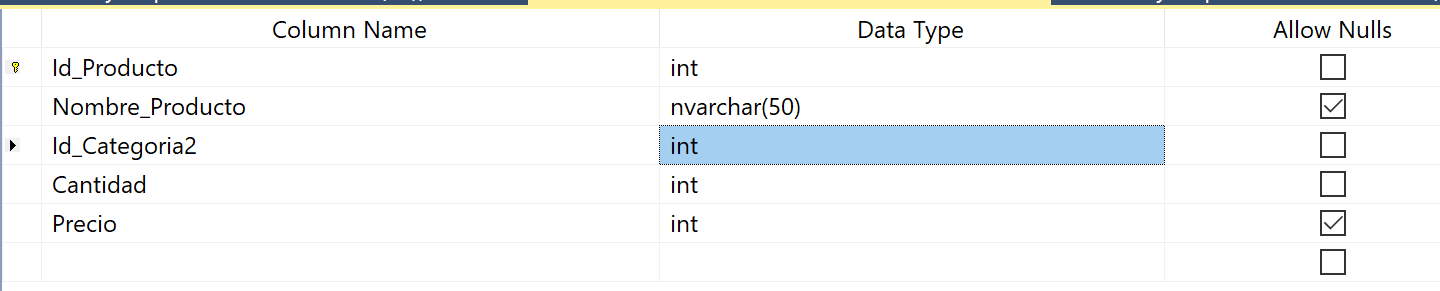 Column Name Data Type Allow Nulls
Id_Producto int
Nombre_Producto nvarchar(50)
Id_Categoria2 int
Cantidad int
Precio int